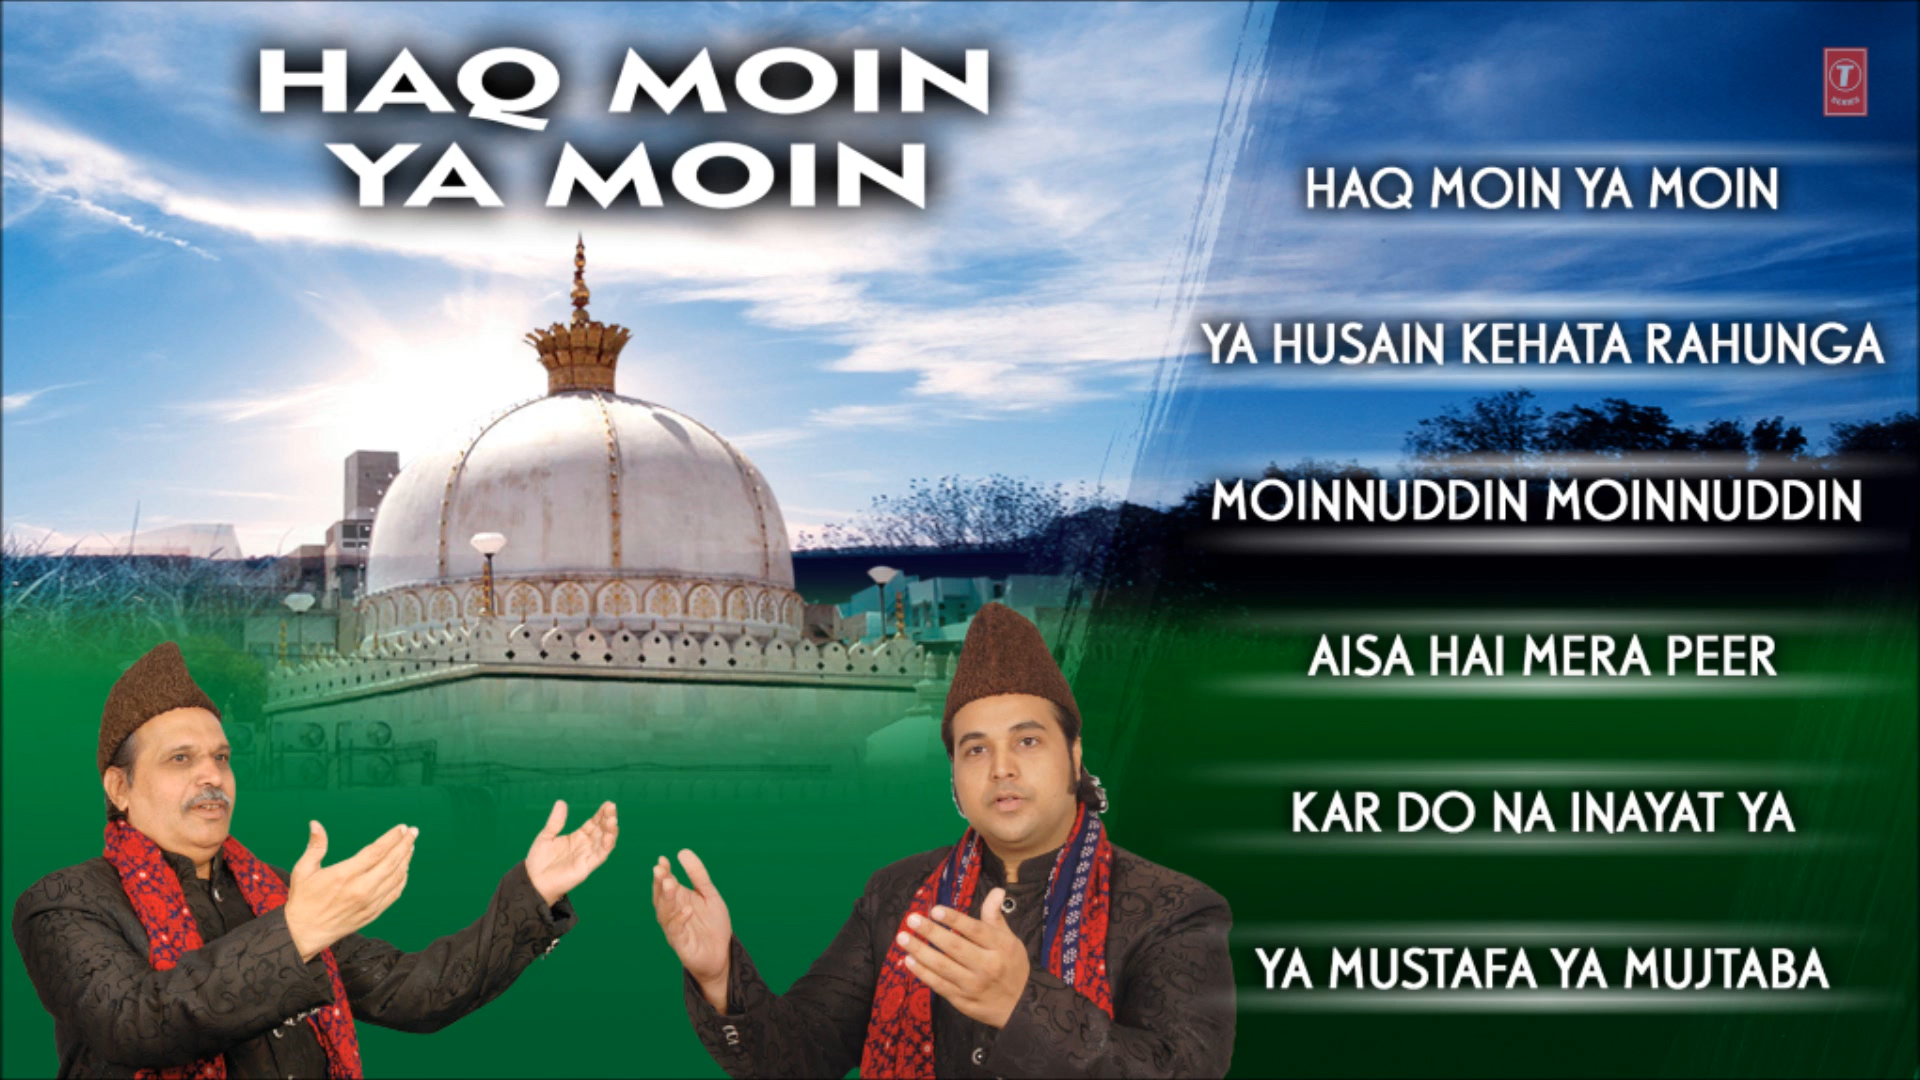 HAQ MOIN
YA MOIN
T
SERIES
HAQ MOIN YA MOIN
YA HUSAIN KEHATA RAHUNGA
MOINNUDDIN MOINNUDDIN
AISA HAI MERA PEER
KAR DO NA INAYAT YA
YA MUSTAFA YA MUJTABA